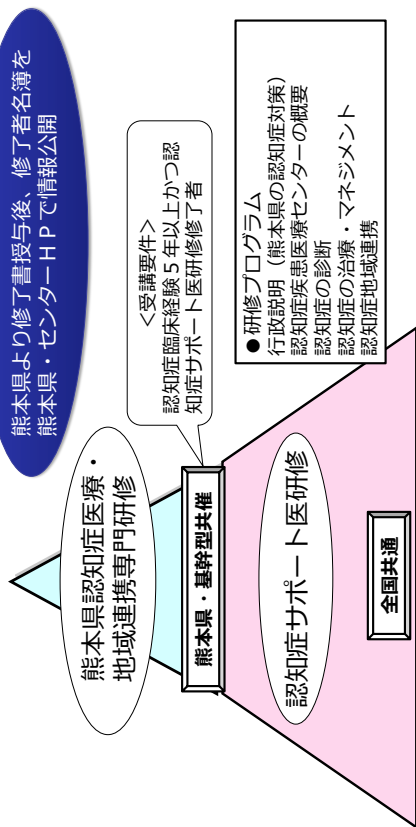 熊本県より修了書授与後、修了者名簿を
熊本県・センターＨＰで情報公開
熊本県認知症医療・
地域連携専門研修
＜受講要件＞
認知症臨床経験５年以上かつ認
知症サポート医研修修了者
熊本県・基幹型共催
認知症サポート医研修
全国共通
●研修プログラム
行政説明（熊本県の認知症対策）
認知症疾患医療センターの概要
認知症の診断
認知症の治療・マネジメント
認知症地域連携